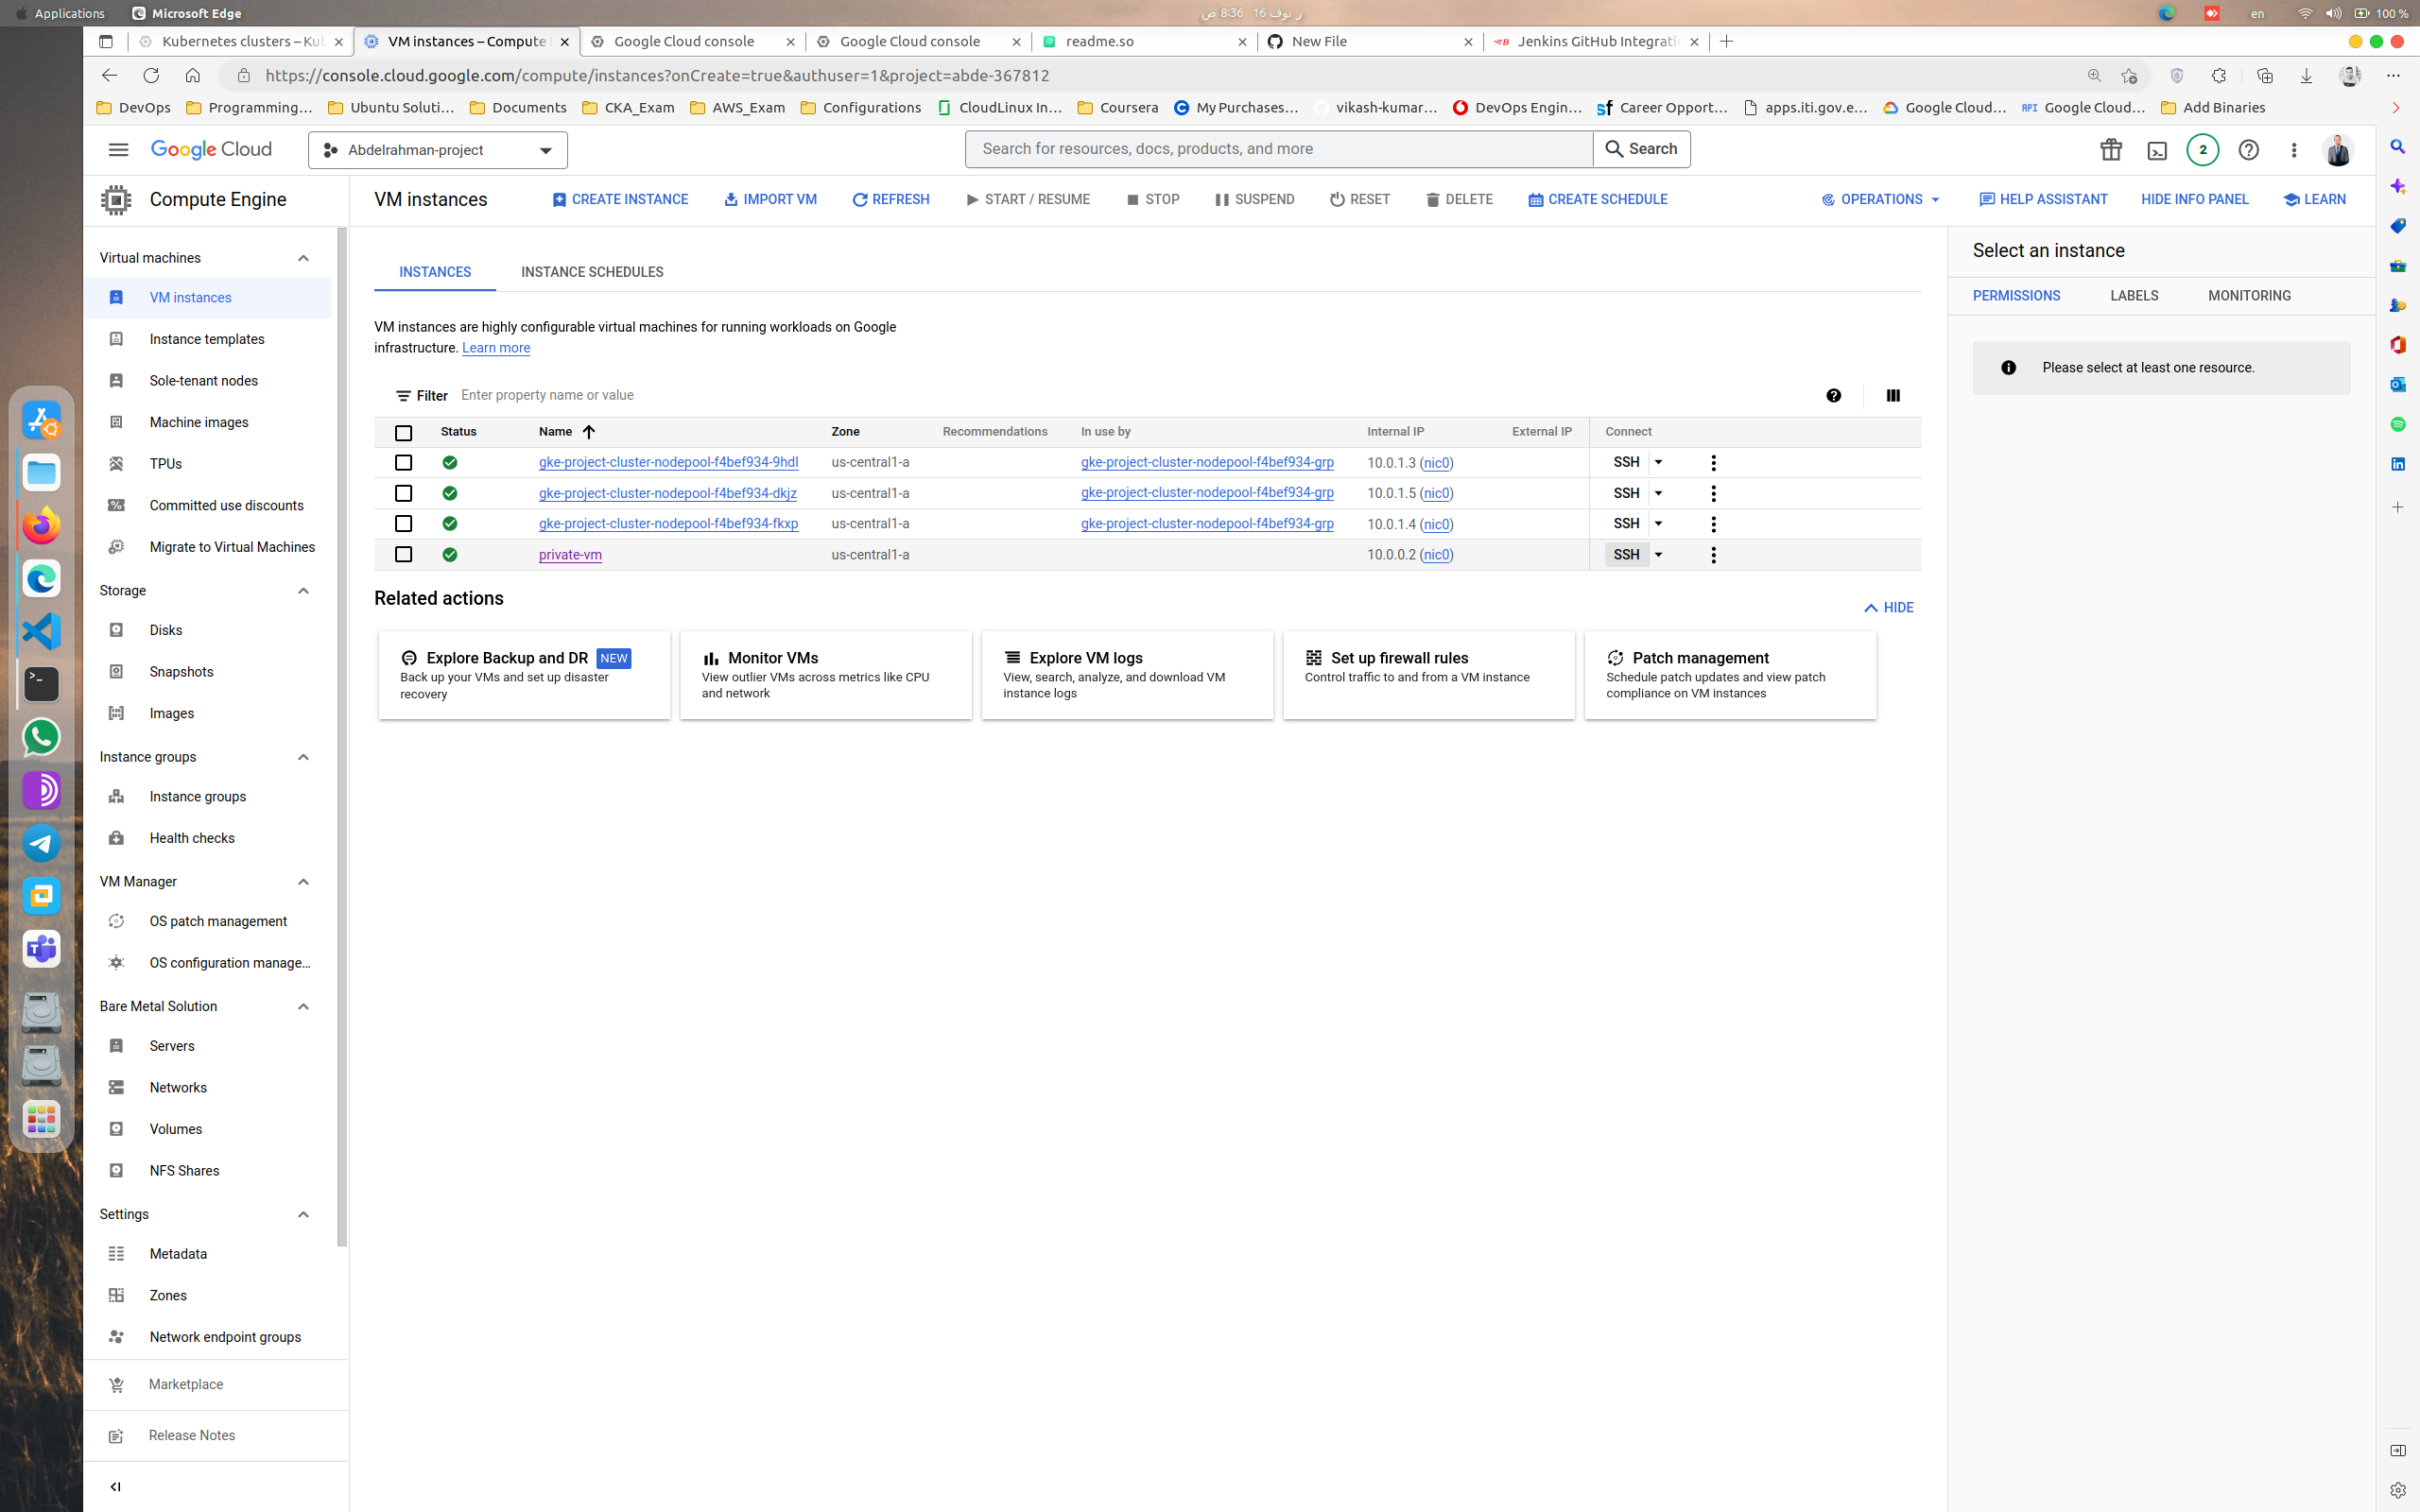 Applications Microsoft Edge ر نوف 16 8:36 ص en 100 %
Kubernetes clusters – Kub VM instances – Compute Google Cloud console Google Cloud console readme.so New File Jenkins GitHub Integratio
https://console.cloud.google.com/compute/instances?onCreate=true&authuser=1&project=abde-367812
DevOps Programming… Ubuntu Soluti… Documents CKA_Exam AWS_Exam Configurations CloudLinux In… Coursera My Purchases… vikash-kumar… DevOps Engin… Career Opport… apps.iti.gov.e… Google Cloud… API Google Cloud… Add Binaries
Google Cloud Abdelrahman-project Search for resources, docs, products, and more Search 2
Compute Engine
Virtual machines
VM instances
Instance templates
Sole-tenant nodes
Machine images
TPUs
Committed use discounts
Migrate to Virtual Machines
Storage
Disks
Snapshots
Images
Instance groups
Instance groups
Health checks
VM Manager
OS patch management
OS configuration manage…
Bare Metal Solution
Servers
Networks
Volumes
NFS Shares
Settings
Metadata
Zones
Network endpoint groups
Marketplace
Release Notes
VM instances CREATE INSTANCE IMPORT VM REFRESH START / RESUME STOP SUSPEND RESET DELETE CREATE SCHEDULE OPERATIONS HELP ASSISTANT HIDE INFO PANEL LEARN
INSTANCES INSTANCE SCHEDULES
VM instances are highly configurable virtual machines for running workloads on Google
infrastructure. Learn more
Filter Enter property name or value
Status Name Zone Recommendations In use by Internal IP External IP Connect
gke-project-cluster-nodepool-f4bef934-9hdl us-central1-a gke-project-cluster-nodepool-f4bef934-grp 10.0.1.3 (nic0) SSH
gke-project-cluster-nodepool-f4bef934-dkjz us-central1-a gke-project-cluster-nodepool-f4bef934-grp 10.0.1.5 (nic0) SSH
gke-project-cluster-nodepool-f4bef934-fkxp us-central1-a gke-project-cluster-nodepool-f4bef934-grp 10.0.1.4 (nic0) SSH
private-vm us-central1-a 10.0.0.2 (nic0) SSH
Related actions
HIDE
Explore Backup and DR NEW
Back up your VMs and set up disaster
recovery
Monitor VMs
View outlier VMs across metrics like CPU
and network
Explore VM logs
View, search, analyze, and download VM
instance logs
Set up firewall rules
Control traffic to and from a VM instance
Patch management
Schedule patch updates and view patch
compliance on VM instances
Select an instance
PERMISSIONS LABELS MONITORING
Please select at least one resource.